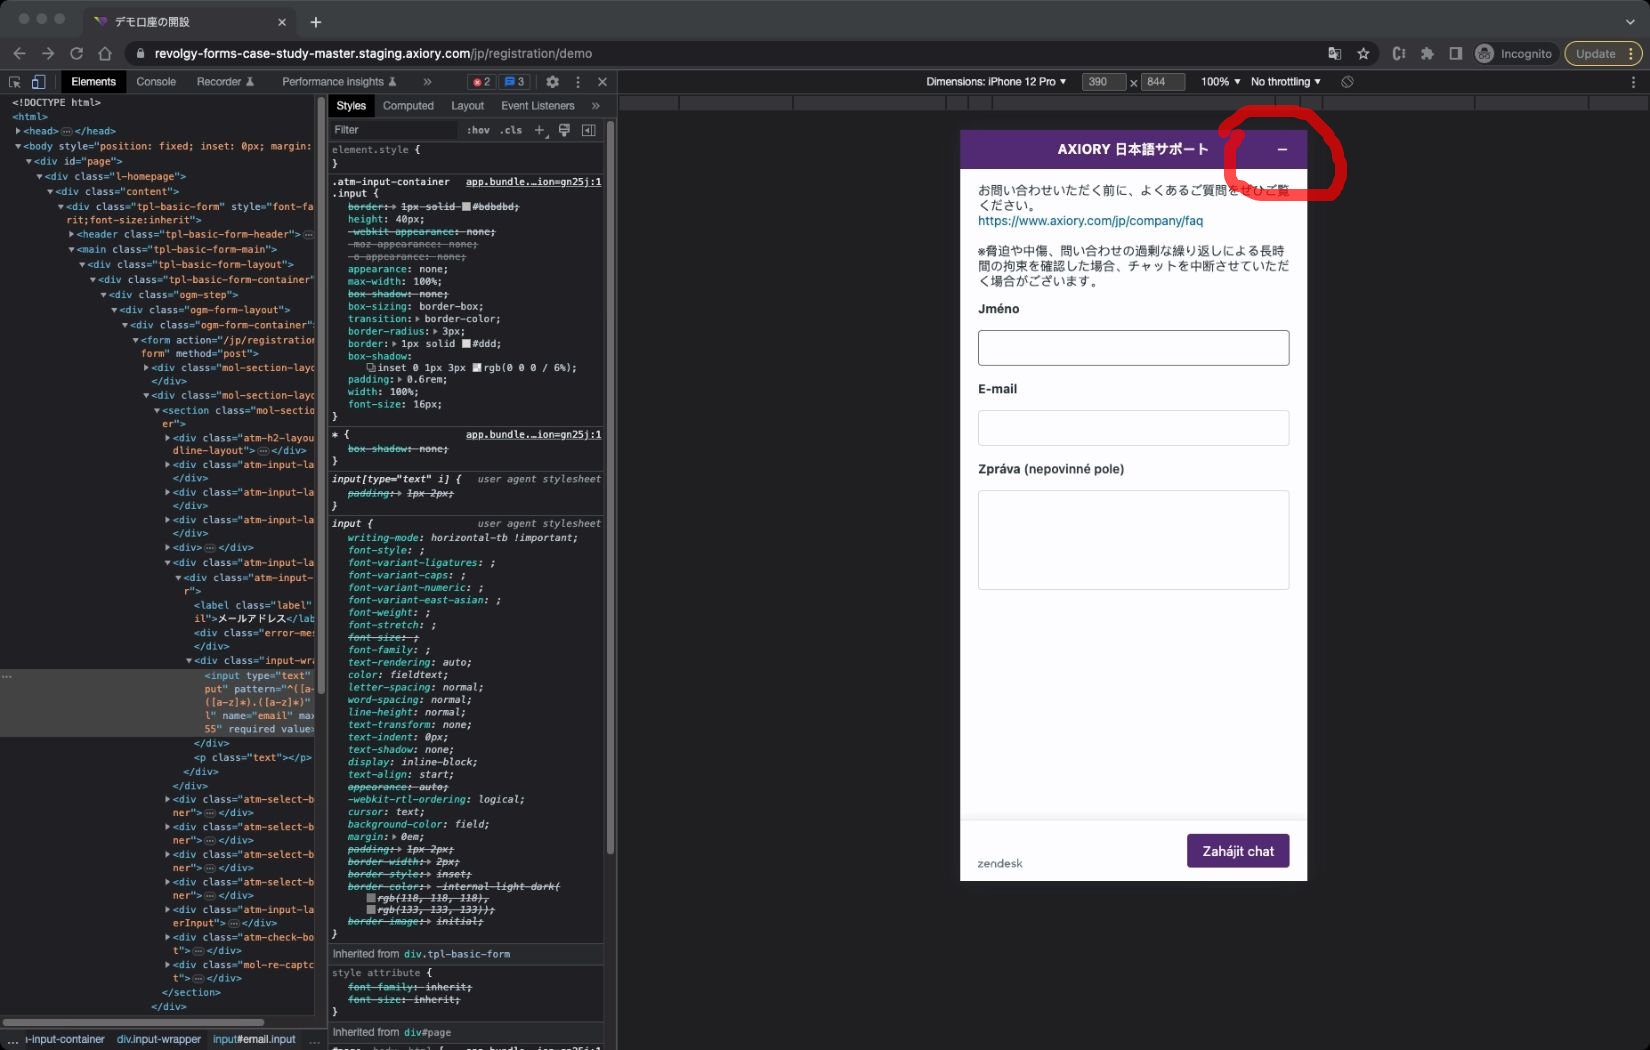 デモ口座の開設
revolgy-forms-case-study-master.staging.axiory.com/jp/registration/demo
Incognito
Update
Elements
Console
Recorder
Performance insights
2
3
Dimensions: iPhone 12 Pro
390
×
844
100%
No throttling
<!DOCTYPE html>
<html>
<head>…</head>
<body style="position: fixed; inset: 0px; margin:
<div id="page">
<div class="l-homepage">
<div class="content">
<div class="tpl-basic-form" style="font-fa
rit;font-size:inherit">
<header class="tpl-basic-form-header">…
<main class="tpl-basic-form-main">
<div class="tpl-basic-form-layout">
<div class="tpl-basic-form-container"
<div class="ogm-step">
<div class="ogm-form-layout">
<div class="ogm-form-container"
<form action="/jp/registration
form" method="post">
<div class="mol-section-layo
</div>
<div class="mol-section-layo
<section class="mol-sectio
er">
<div class="atm-h2-layou
dline-layout">…</div>
<div class="atm-input-la
</div>
<div class="atm-input-la
</div>
<div class="atm-input-la
</div>
<div>…</div>
<div class="atm-input-la
<div class="atm-input-
r">
<label class="label"
il">メールアドレス</lab
<div class="error-mes
</div>
<div class="input-wra
<input type="text"
put" pattern="^([a-
([a-z]*).([a-z]*)"
l" name="email" max
55" required value>
</div>
<p class="text"></p>
</div>
</div>
<div class="atm-select-b
ner">…</div>
<div class="atm-select-b
ner">…</div>
<div class="atm-select-b
ner">…</div>
<div class="atm-select-b
ner">…</div>
<div class="atm-input-la
erInput">…</div>
<div class="atm-check-bo
t">…</div>
<div class="mol-re-captc
t">…</div>
</section>
</div>
… -input-container div.input-wrapper input#email.input …
Styles
Computed
Layout
Event Listeners
Filter
:hov .cls
element.style {
}
.atm-input-container app.bundle.…ion=gn25j:1
.input {
border: 1px solid #bdbdbd;
height: 40px;
-webkit-appearance: none;
-moz-appearance: none;
-o-appearance: none;
appearance: none;
max-width: 100%;
box-shadow: none;
box-sizing: border-box;
transition: border-color;
border-radius: 3px;
border: 1px solid #ddd;
box-shadow:
inset 0 1px 3px rgb(0 0 0 / 6%);
padding: 0.6rem;
width: 100%;
font-size: 16px;
}
* { app.bundle.…ion=gn25j:1
box-shadow: none;
}
input[type="text" i] { user agent stylesheet
padding: 1px 2px;
}
input { user agent stylesheet
writing-mode: horizontal-tb !important;
font-style: ;
font-variant-ligatures: ;
font-variant-caps: ;
font-variant-numeric: ;
font-variant-east-asian: ;
font-weight: ;
font-stretch: ;
font-size: ;
font-family: ;
text-rendering: auto;
color: fieldtext;
letter-spacing: normal;
word-spacing: normal;
line-height: normal;
text-transform: none;
text-indent: 0px;
text-shadow: none;
display: inline-block;
text-align: start;
appearance: auto;
-webkit-rtl-ordering: logical;
cursor: text;
background-color: field;
margin: 0em;
padding: 1px 2px;
border-width: 2px;
border-style: inset;
border-color: -internal-light-dark(
rgb(118, 118, 118),
rgb(133, 133, 133));
border-image: initial;
}
Inherited from div.tpl-basic-form
style attribute {
font-family: inherit;
font-size: inherit;
}
Inherited from div#page
AXIORY 日本語サポート
お問い合わせいただく前に、よくあるご質問をぜひご覧
ください。
https://www.axiory.com/jp/company/faq
※脅迫や中傷、問い合わせの過剰な繰り返しによる長時
間の拘束を確認した場合、チャットを中断させていただ
く場合がございます。
Jméno
E-mail
Zpráva (nepovinné pole)
zendesk
Zahájit chat